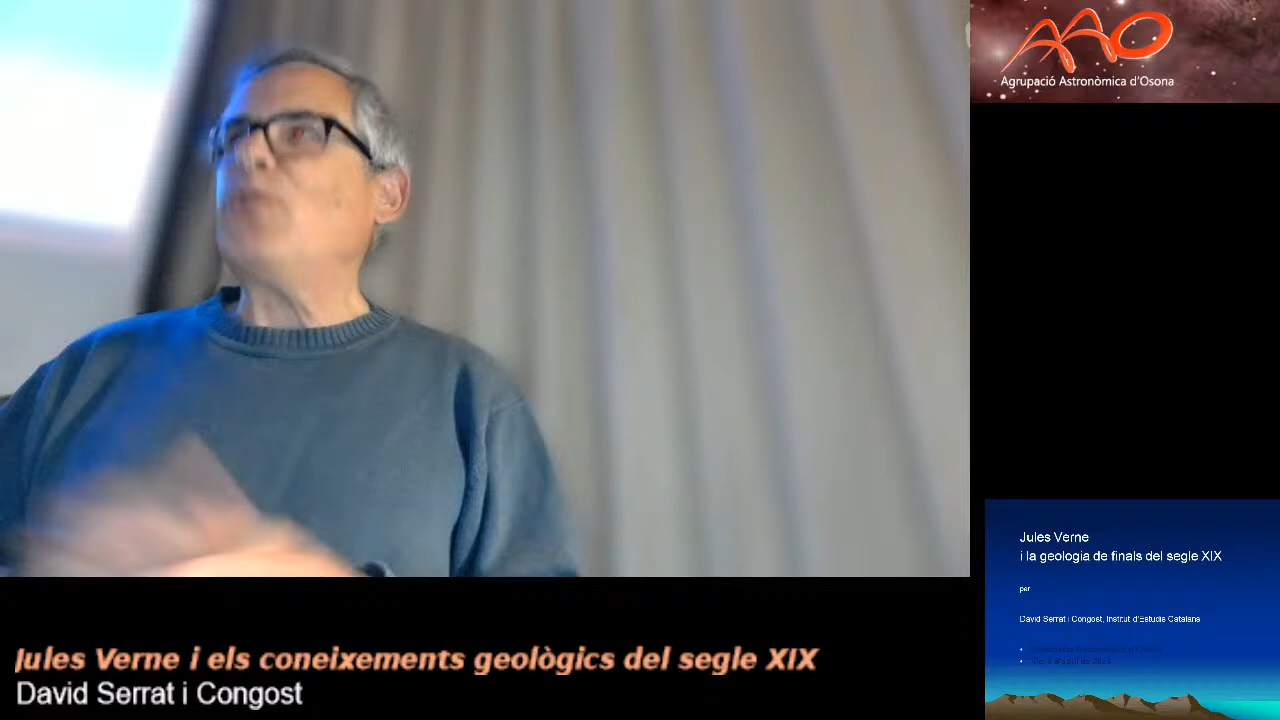 AAO
Agrupació Astronòmica d'Osona
Jules Verne
i la geologia de finals del segle XIX
per
David Serrat i Congost, Institut d'Estudis Catalans
Jules Verne i els coneixements geològics del segle XIX
David Serrat i Congost